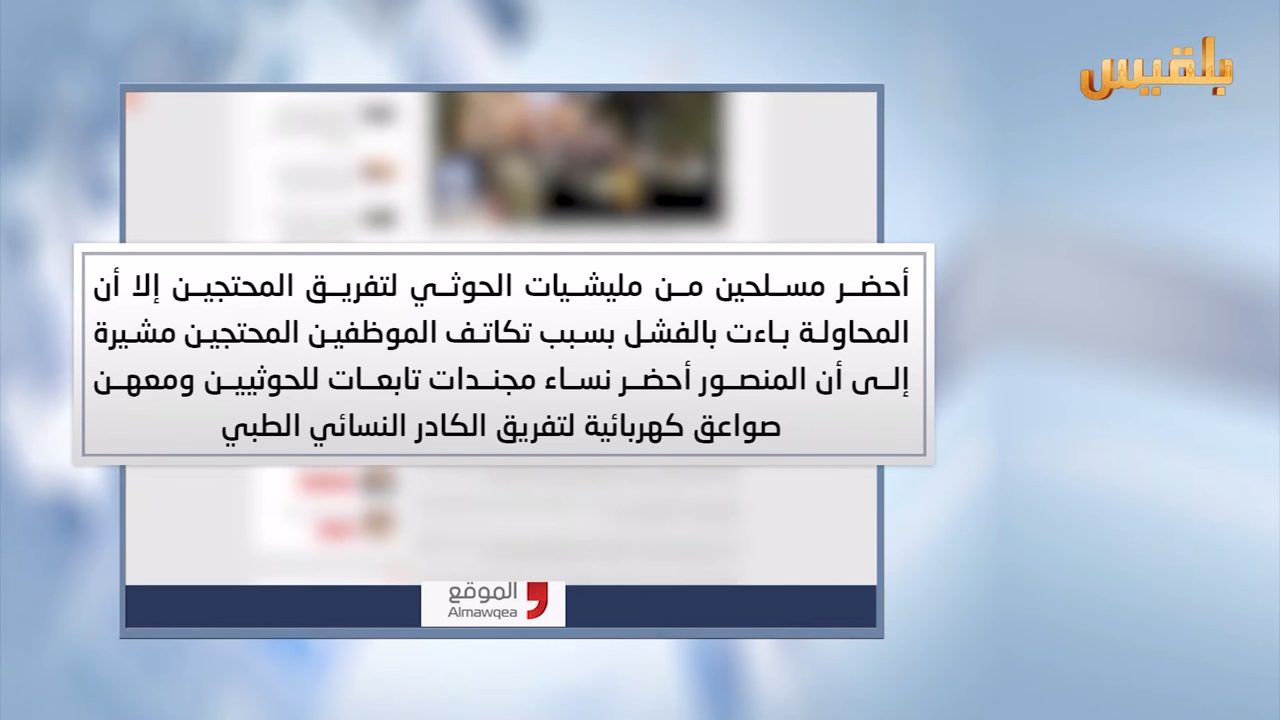 بلقيس
أحضر مسلحين من مليشيات الحوثي لتفريق المحتجين إلا أن
المحاولة باءت بالفشل بسبب تكاتف الموظفين المحتجين مشيرة
إلى أن المنصور أحضر نساء مجندات تابعات للحوثيين ومعهن
صواعق كهربائية لتفريق الكادر النسائي الطبي
الموقع
Almawqea